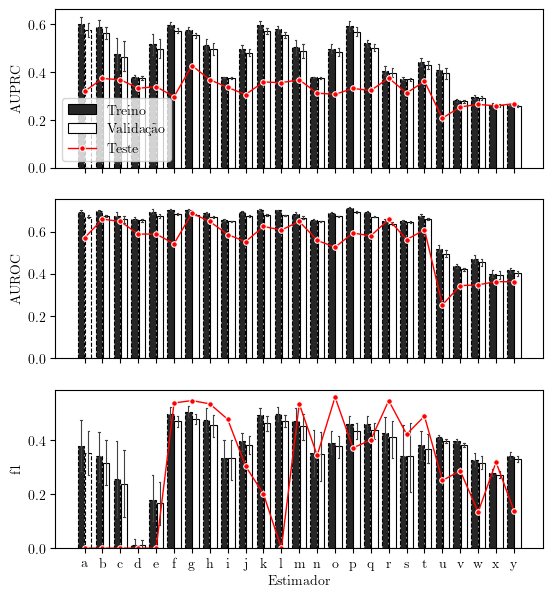 0.6
0.4
0.2
0.0
AUPRC
Treino
Validação
Teste
0.6
0.4
0.2
0.0
AUROC
0.4
0.2
0.0
f1
a b c d e f g h i j k l m n o p q r s t u v w x y
Estimador